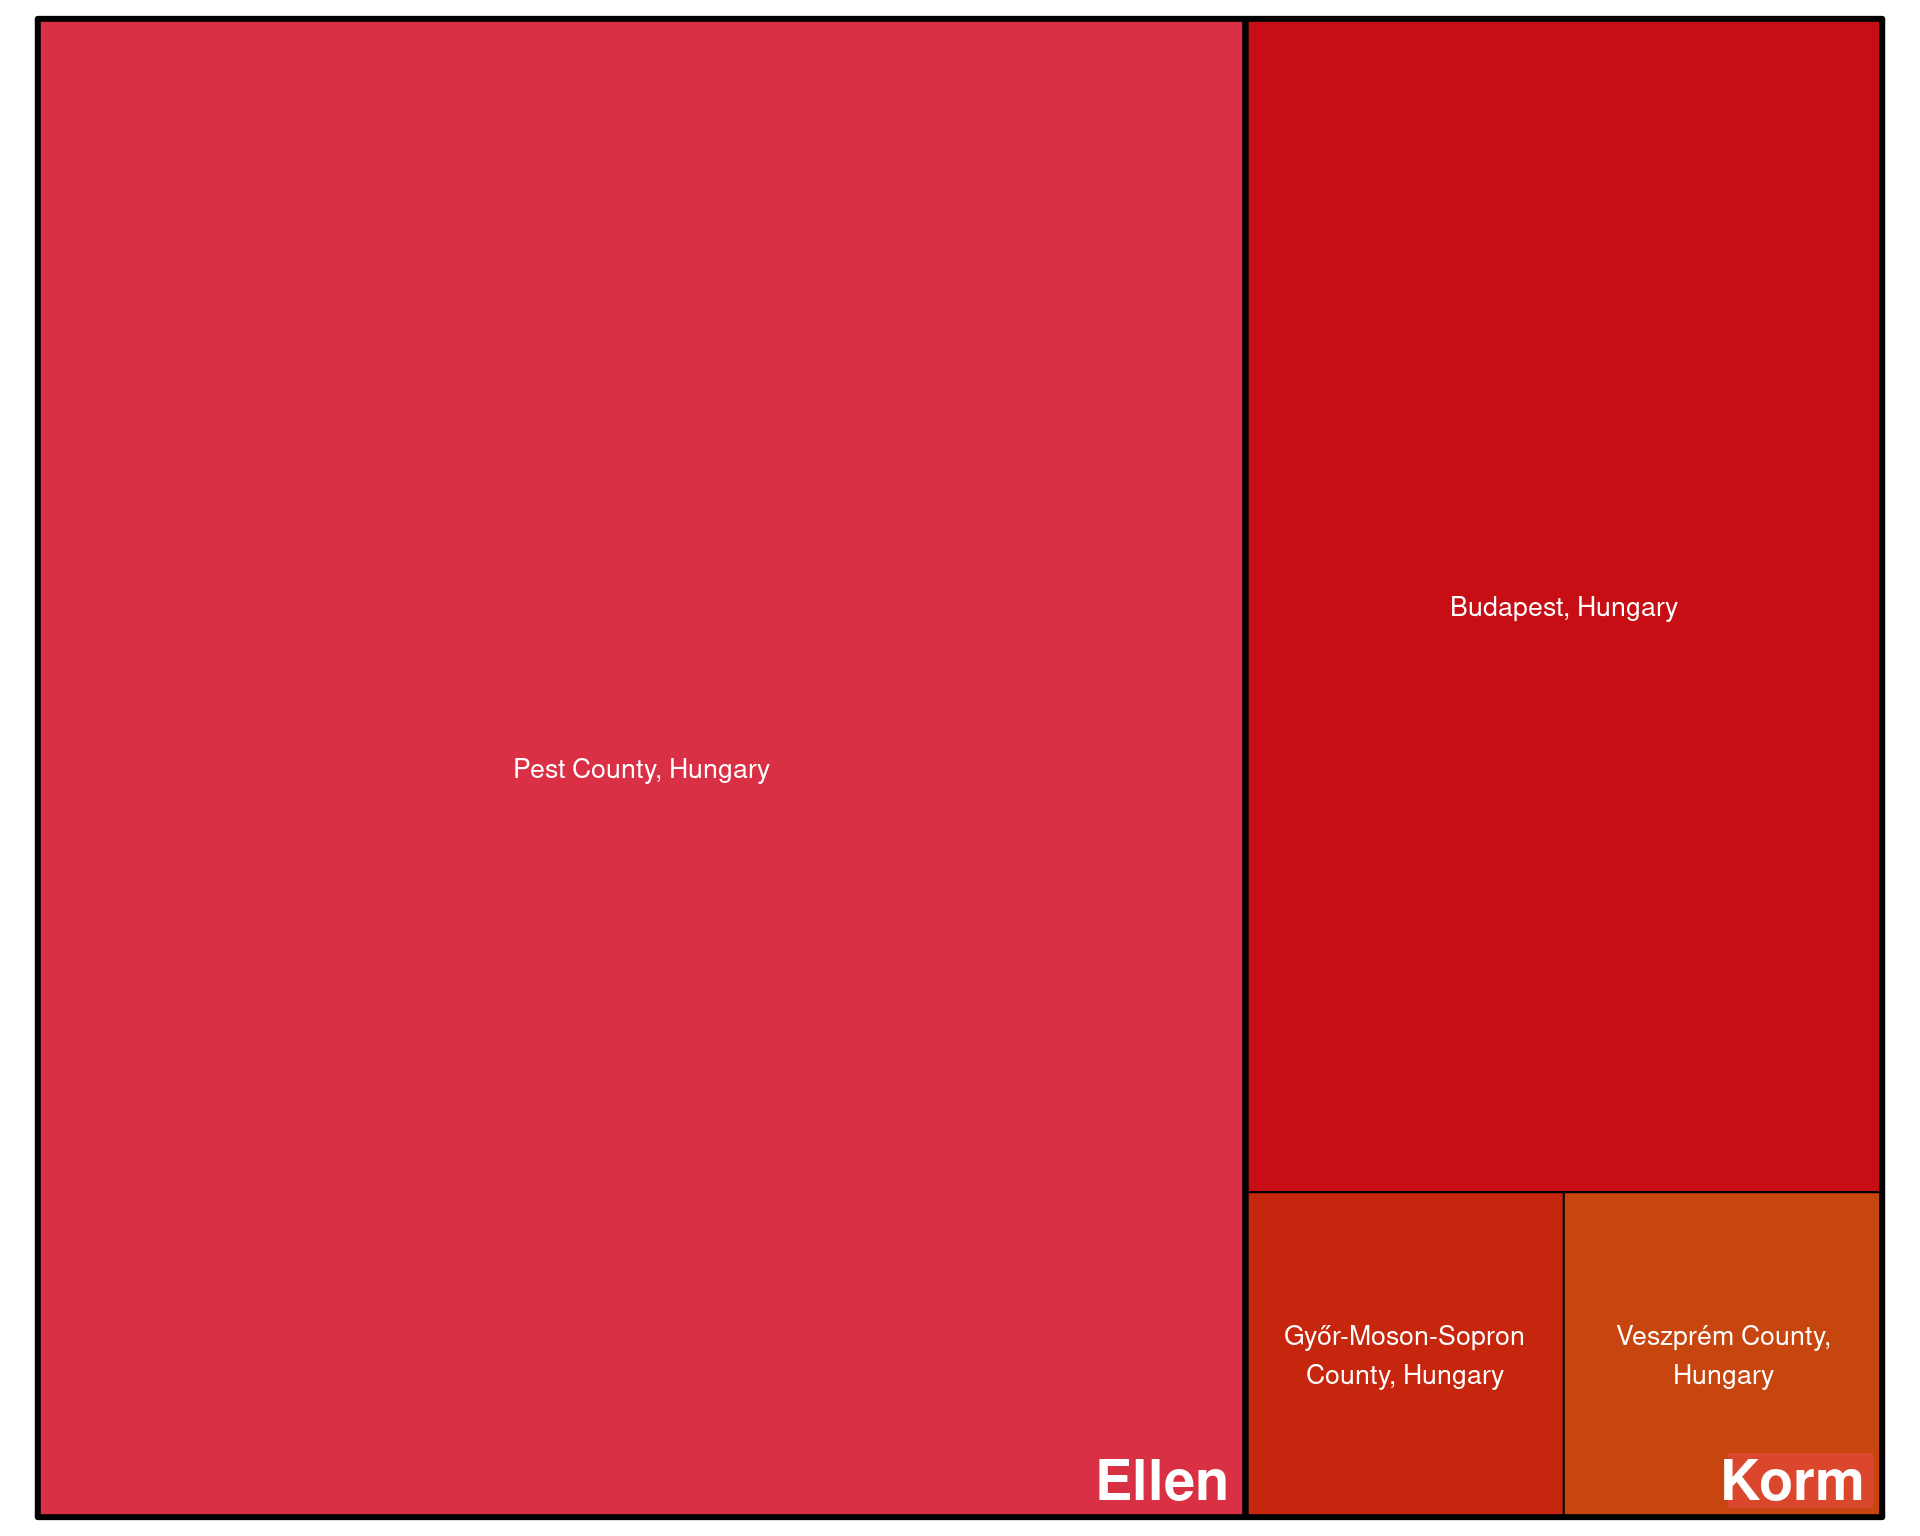 Pest County, Hungary
Ellen
Budapest, Hungary
Győr-Moson-Sopron
County, Hungary
Veszprém County,
Hungary
Korm